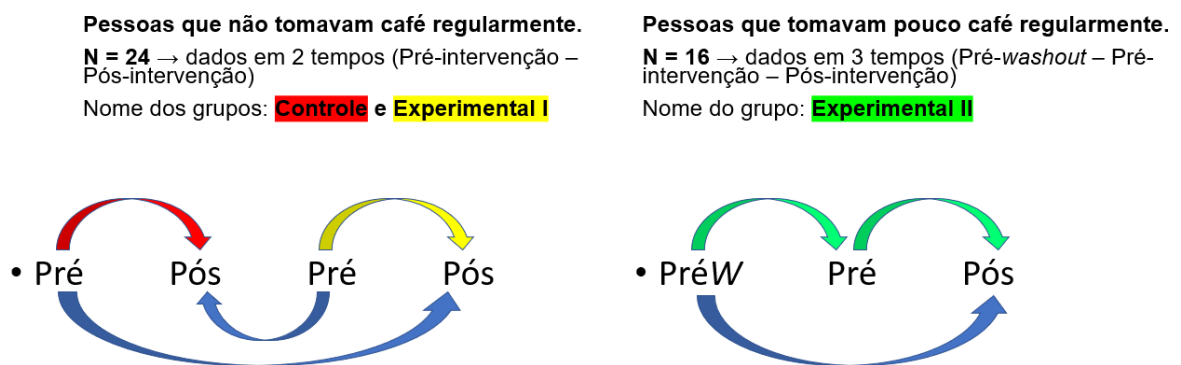 Pessoas que não tomavam café regularmente.
N = 24 → dados em 2 tempos (Pré-intervenção –
Pós-intervenção)
Nome dos grupos: Controle e Experimental I
• Pré Pós Pré Pós
Pessoas que tomavam pouco café regularmente.
N = 16 → dados em 3 tempos (Pré-washout – Pré-
intervenção – Pós-intervenção)
Nome do grupo: Experimental II
• PréW Pré Pós